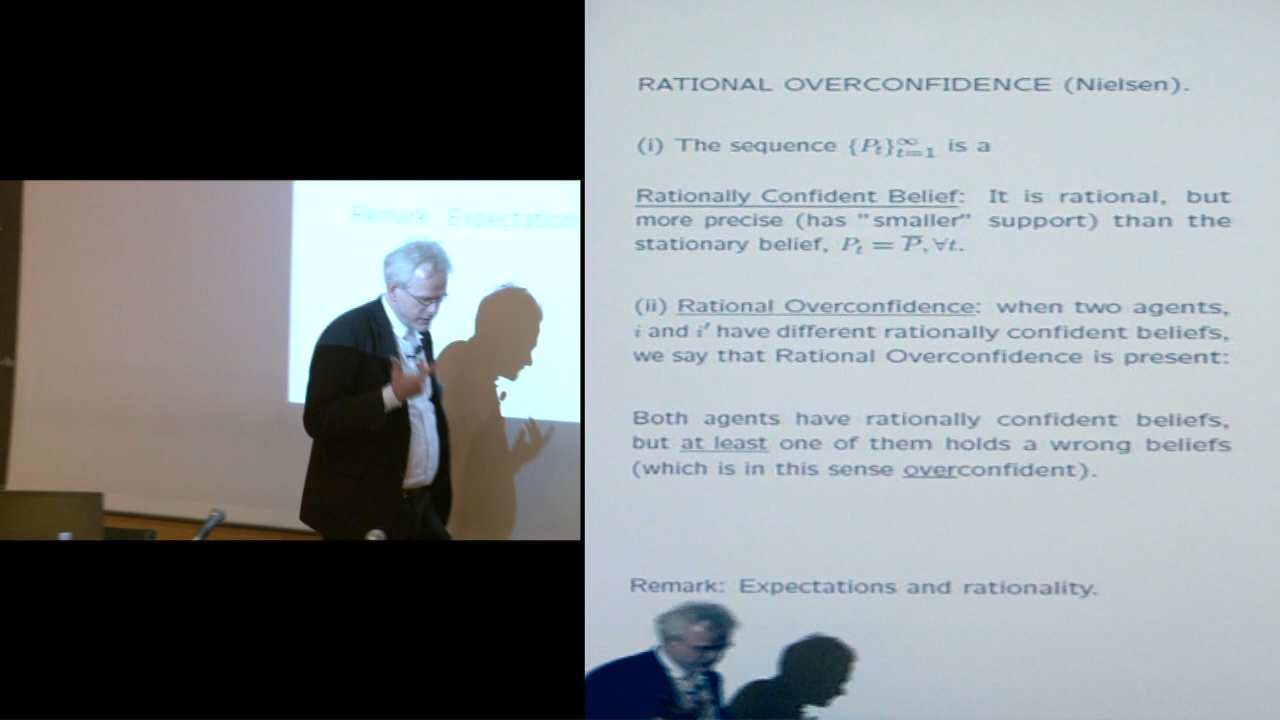 RATIONAL OVERCONFIDENCE (Nielsen).
(i) The sequence {P_t}_{t=1}^∞ is a
Rationally Confident Belief: It is rational, but
more precise (has "smaller" support) than the
stationary belief, P_t = P̅, ∀t.
(ii) Rational Overconfidence: when two agents,
i and i′ have different rationally confident beliefs,
we say that Rational Overconfidence is present:
Both agents have rationally confident beliefs,
but at least one of them holds a wrong beliefs
(which is in this sense overconfident).
Remark: Expectations and rationality.
Remark: Expectation